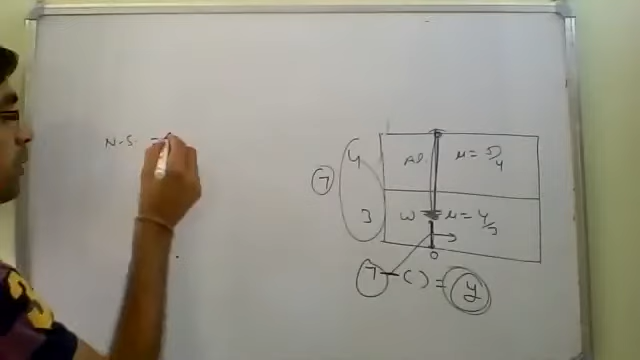 N.S. =
4 Al. μ = 5/4
7
3 W μ = 4/3
O
7 - ( ) = y